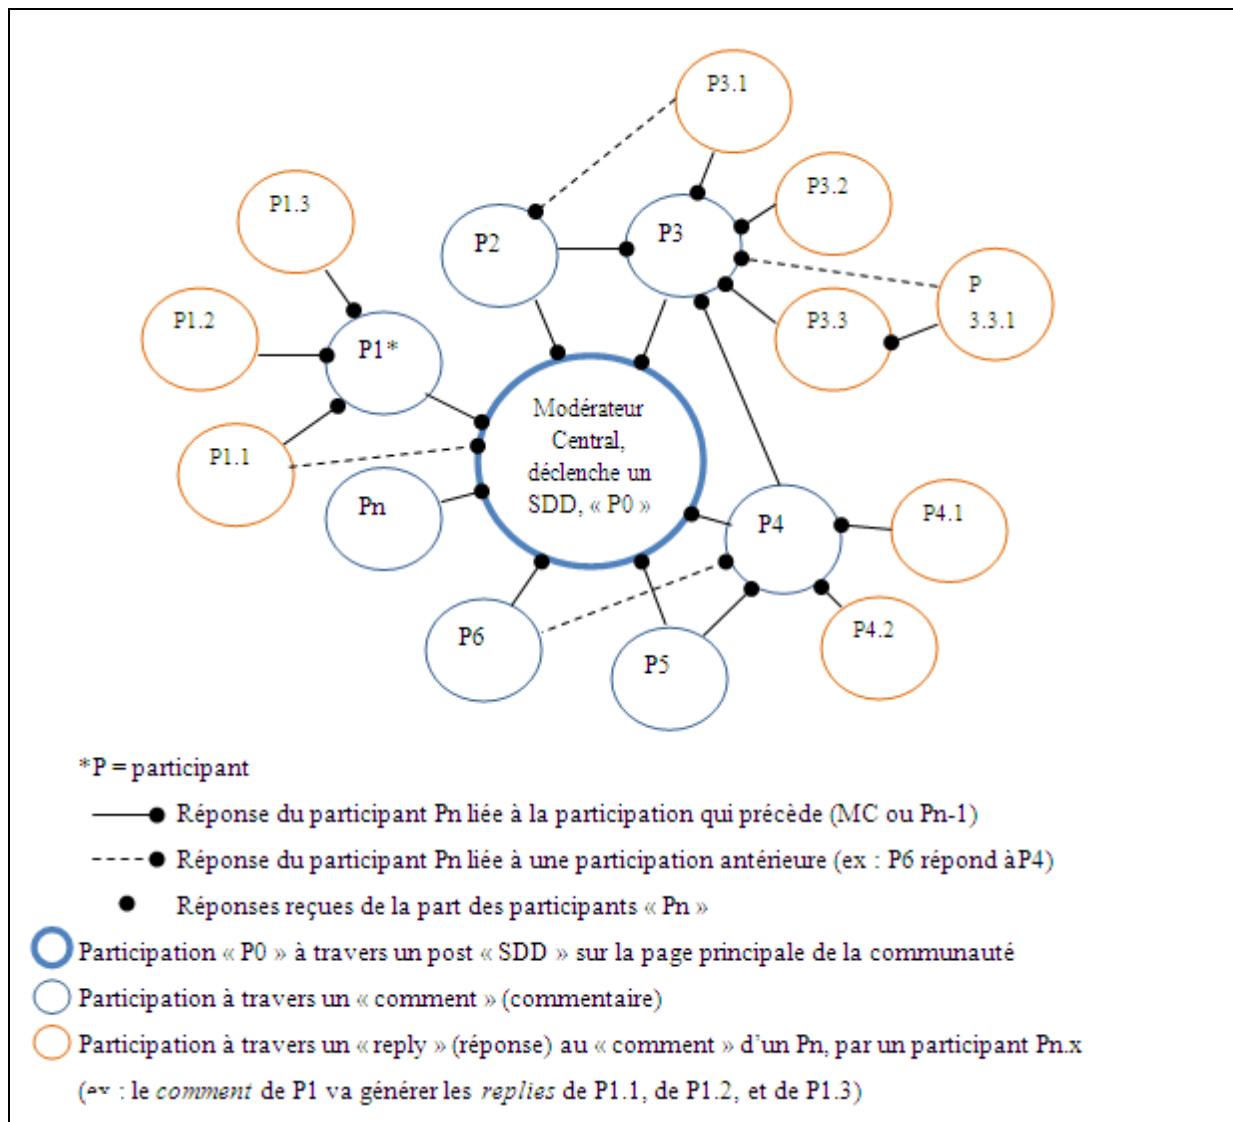 P3.1
P3.2
P1.3
P2
P3
P
3.3.1
P1.2
P3.3
P1*
Modérateur
Central,
déclenche un
SDD, « P0 »
P1.1
Pn
P4
P4.1
P6
P5
P4.2
*P = participant
Réponse du participant Pn liée à la participation qui précède (MC ou Pn-1)
Réponse du participant Pn liée à une participation antérieure (ex : P6 répond àP4)
Réponses reçues de la part des participants « Pn »
Participation « P0 » à travers un post « SDD » sur la page principale de la communauté
Participation à travers un « comment » (commentaire)
Participation à travers un « reply » (réponse) au « comment » d'un Pn, par un participant Pn.x
(ex : le comment de P1 va générer les replies de P1.1, de P1.2, et de P1.3)